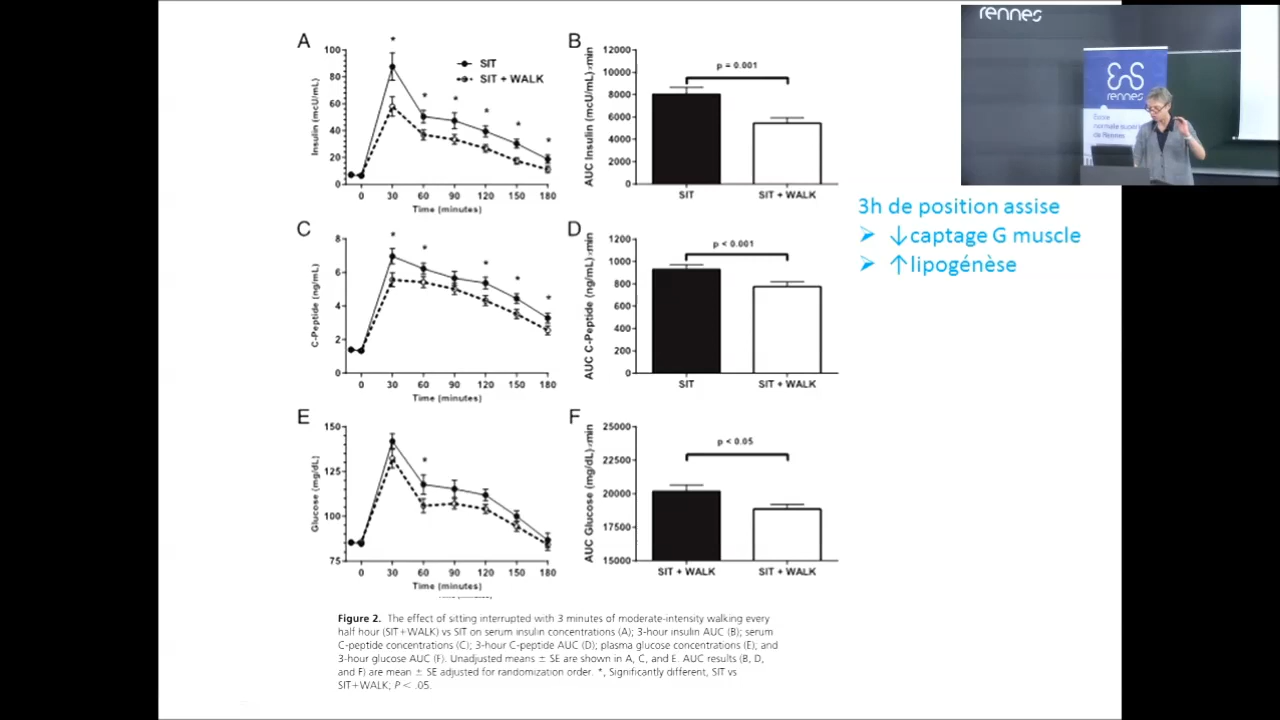 A
Insulin (mcU/mL)
100
80
60
40
20
0
*
*
*
*
*
*
SIT
SIT + WALK
0 30 60 90 120 150 180
Time (minutes)
B
AUC Insulin (mcU/mL) xmin
12000
10000
8000
6000
4000
2000
0
p = 0.001
SIT SIT + WALK
C
C-Peptide (ng/mL)
8
6
4
2
0
*
*
*
*
*
0 30 60 90 120 150 180
Time (minutes)
D
AUC C-Peptide (ng/mL) xmin
1200
1000
800
600
400
200
0
p < 0.001
SIT SIT + WALK
E
Glucose (mg/dL)
150
125
100
75
*
0 30 60 90 120 150 180
Time (minutes)
F
AUC Glucose (mg/dL) xmin
25000
22500
20000
17500
15000
p < 0.05
SIT + WALK SIT + WALK
Figure 2. The effect of sitting interrupted with 3 minutes of moderate-intensity walking every
half hour (SIT+WALK) vs SIT on serum insulin concentrations (A); 3-hour insulin AUC (B); serum
C-peptide concentrations (C); 3-hour C-peptide AUC (D); plasma glucose concentrations (E); and
3-hour glucose AUC (F). Unadjusted means ± SE are shown in A, C, and E. AUC results (B, D,
and F) are mean ± SE adjusted for randomization order. *, Significantly different, SIT vs
SIT+WALK; P < .05.
3h de position assise
➢ ↓captage G muscle
➢ ↑lipogénèse
rennes
ens
rennes
École
normale
de Rennes